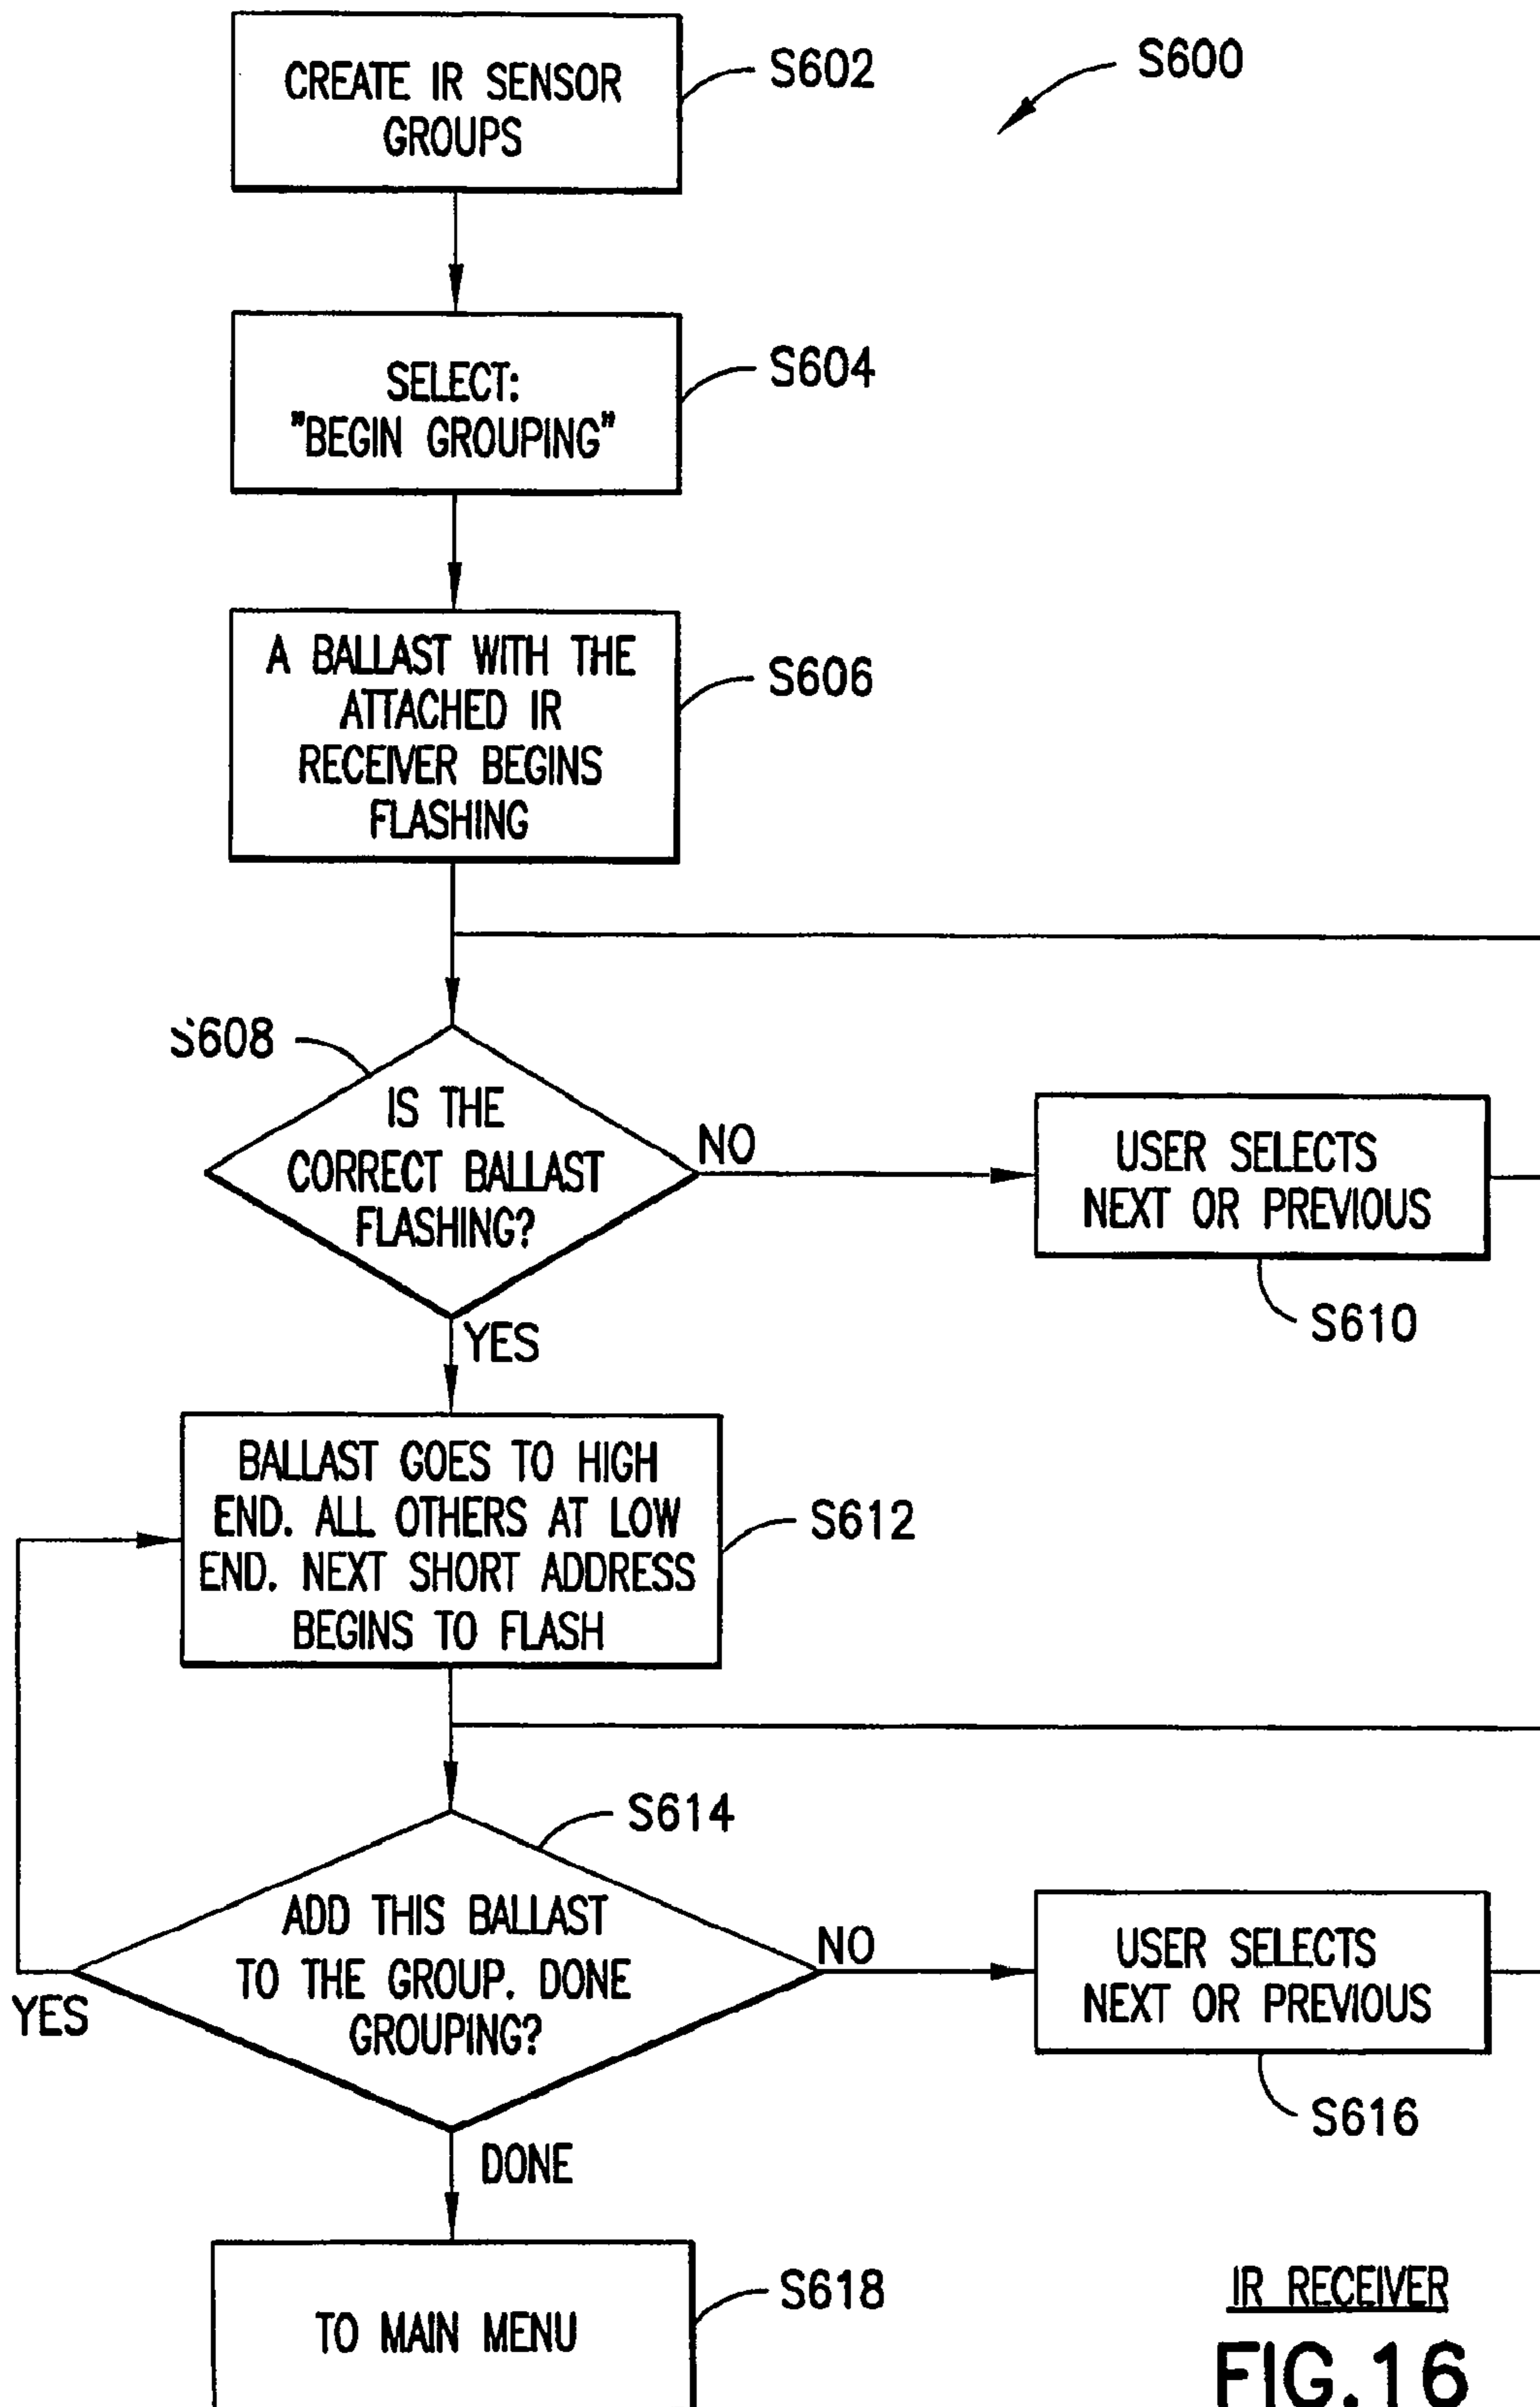 CREATE IR SENSOR
GROUPS
S602
S600
SELECT:
"BEGIN GROUPING"
S604
A BALLAST WITH THE
ATTACHED IR
RECEIVER BEGINS
FLASHING
S606
S608
IS THE
CORRECT BALLAST
FLASHING?
NO
USER SELECTS
NEXT OR PREVIOUS
S610
YES
BALLAST GOES TO HIGH
END. ALL OTHERS AT LOW
END. NEXT SHORT ADDRESS
BEGINS TO FLASH
S612
S614
ADD THIS BALLAST
TO THE GROUP. DONE
GROUPING?
YES
NO
USER SELECTS
NEXT OR PREVIOUS
S616
DONE
TO MAIN MENU
S618
IR RECEIVER
FIG.16